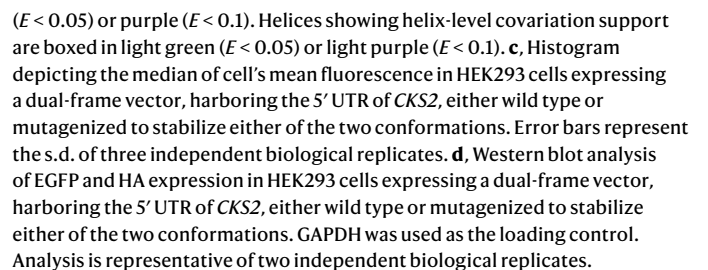 (E < 0.05) or purple (E < 0.1). Helices showing helix-level covariation support
are boxed in light green (E < 0.05) or light purple (E < 0.1). c, Histogram
depicting the median of cell’s mean fluorescence in HEK293 cells expressing
a dual-frame vector, harboring the 5′ UTR of CKS2, either wild type or
mutagenized to stabilize either of the two conformations. Error bars represent
the s.d. of three independent biological replicates. d, Western blot analysis
of EGFP and HA expression in HEK293 cells expressing a dual-frame vector,
harboring the 5′ UTR of CKS2, either wild type or mutagenized to stabilize
either of the two conformations. GAPDH was used as the loading control.
Analysis is representative of two independent biological replicates.